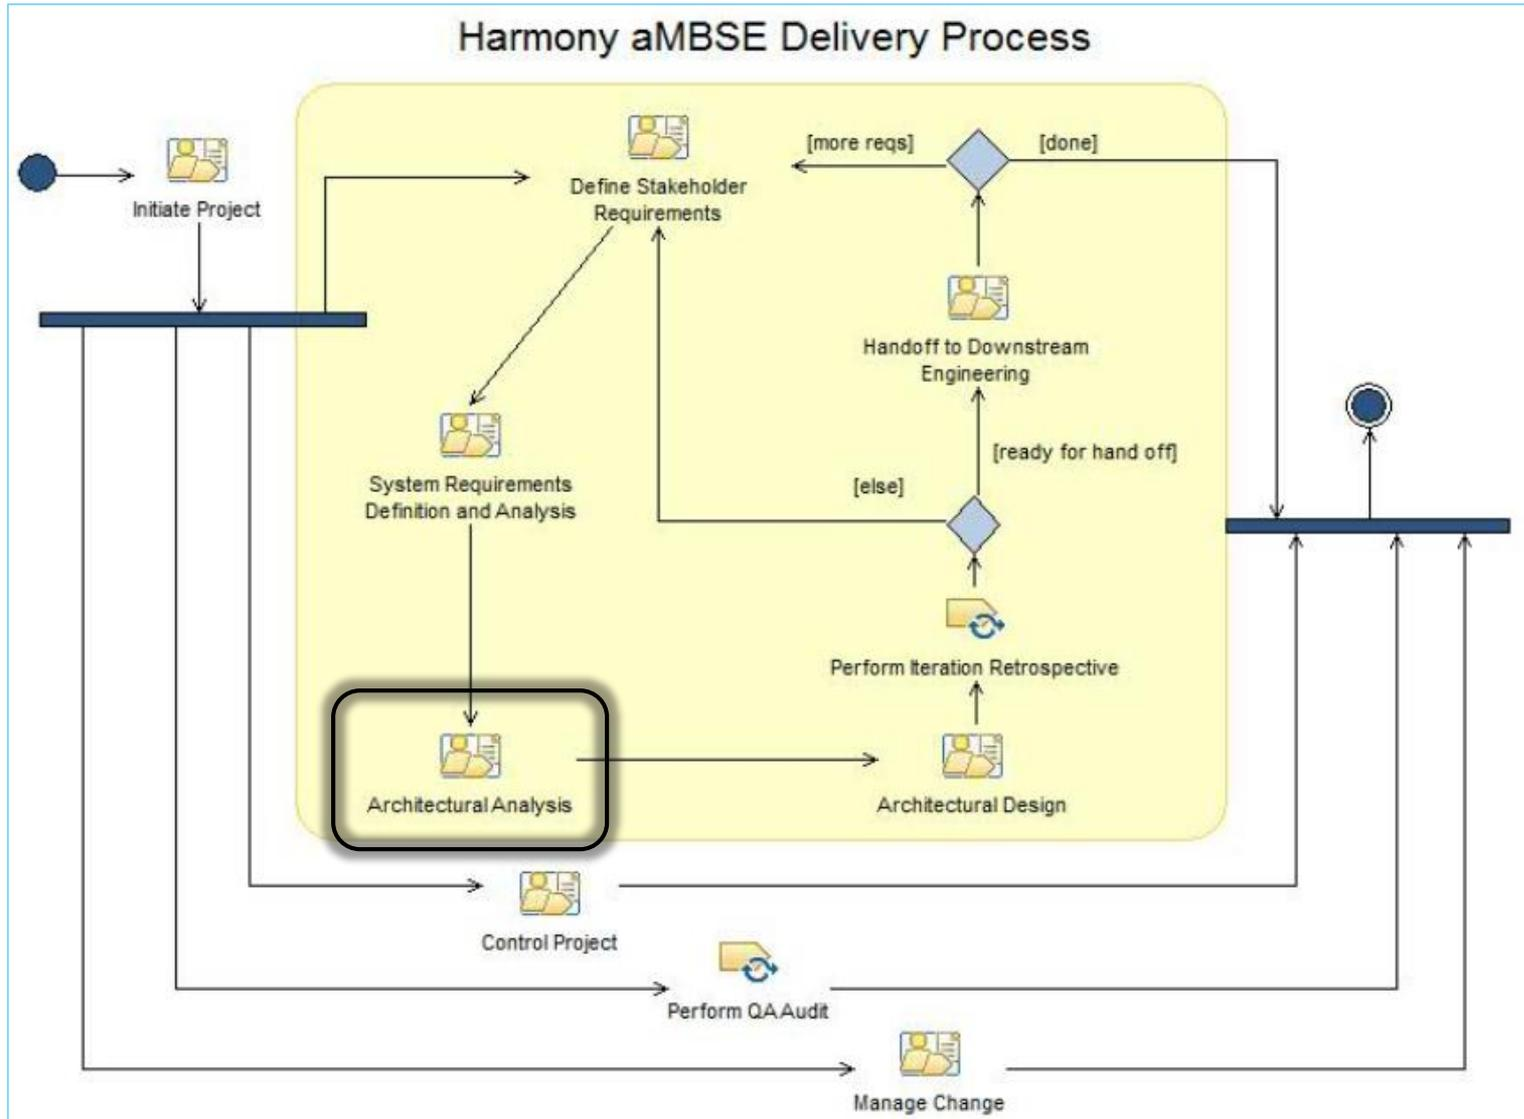 Harmony aMBSE Delivery Process
[more reqs]
[done]
Define Stakeholder
Requirements
Initiate Project
Handoff to Downstream
Engineering
[ready for hand off]
[else]
System Requirements
Definition and Analysis
Perform Iteration Retrospective
Architectural Analysis
Architectural Design
Control Project
Perform QA Audit
Manage Change